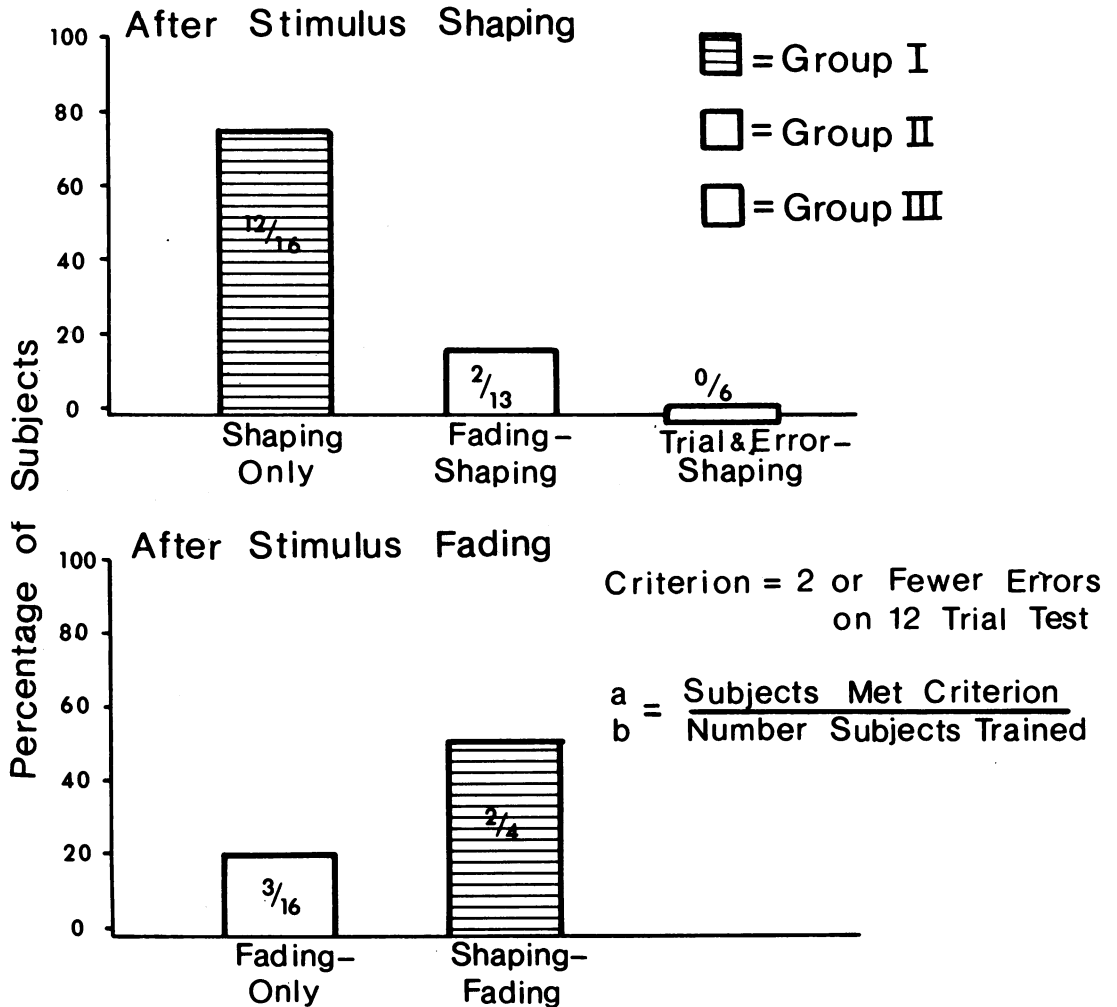 Percentage of Subjects
After Stimulus Shaping
100
80
60
40
20
0
12/16
2/13
0/6
Shaping
Only
Fading-
Shaping
Trial & Error-
Shaping
= Group I
= Group II
= Group III
After Stimulus Fading
100
80
60
40
20
0
3/16
2/4
Fading-
Only
Shaping-
Fading
Criterion = 2 or Fewer Errors
on 12 Trial Test
a = Subjects Met Criterion
b Number Subjects Trained